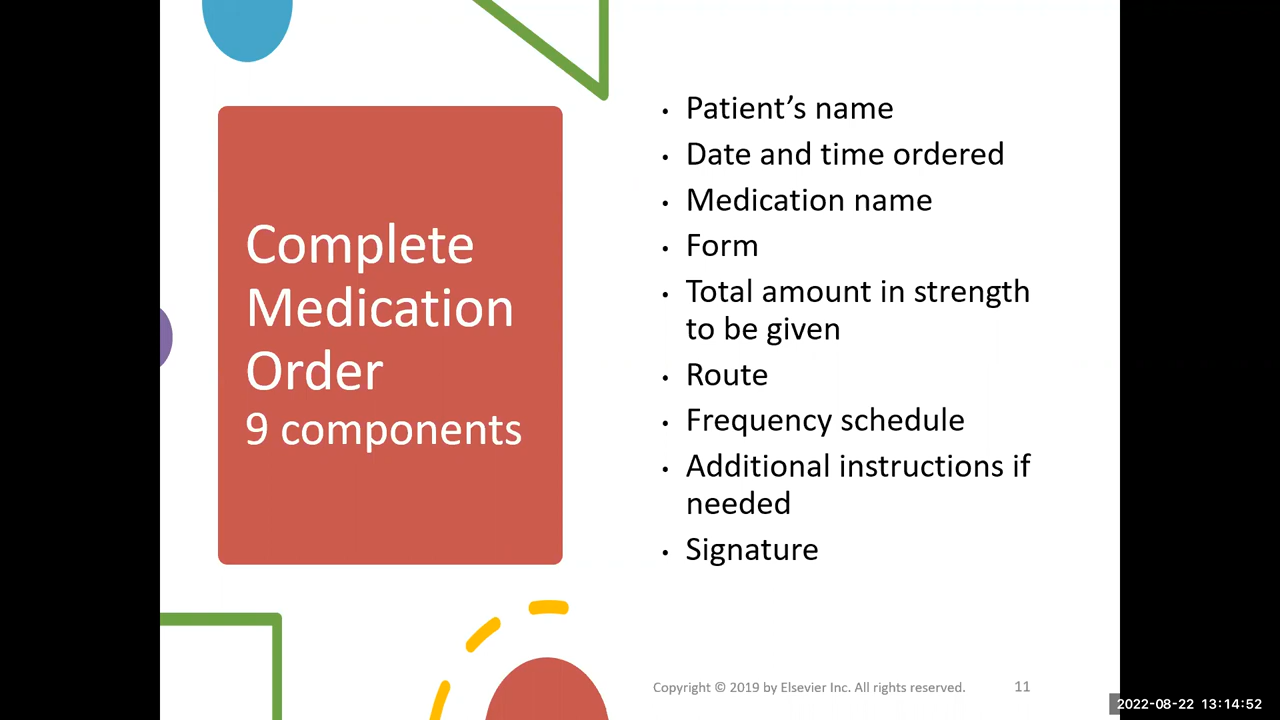 Complete
Medication
Order
9 components
• Patient’s name
• Date and time ordered
• Medication name
• Form
• Total amount in strength
to be given
• Route
• Frequency schedule
• Additional instructions if
needed
• Signature
Copyright © 2019 by Elsevier Inc. All rights reserved.
11
2022-08-22 13:14:52